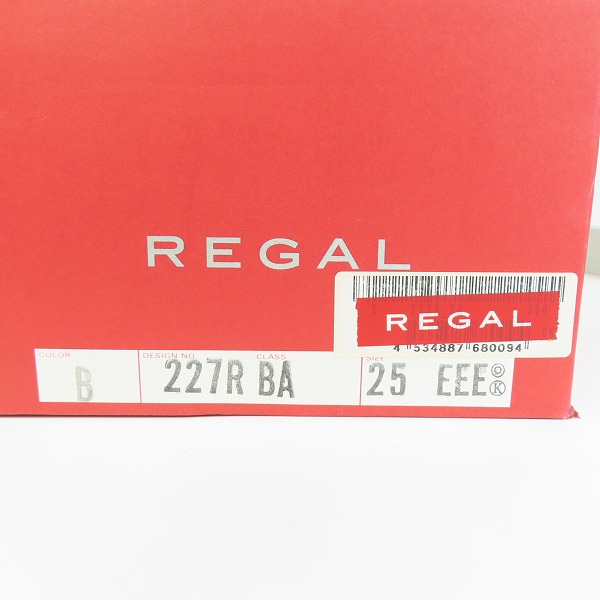 REGAL
REGAL
4 534887 680094
COLOR DESIGN NO. CLASS SIZE
B 227R BA 25 EEE ◎ Ⓚ